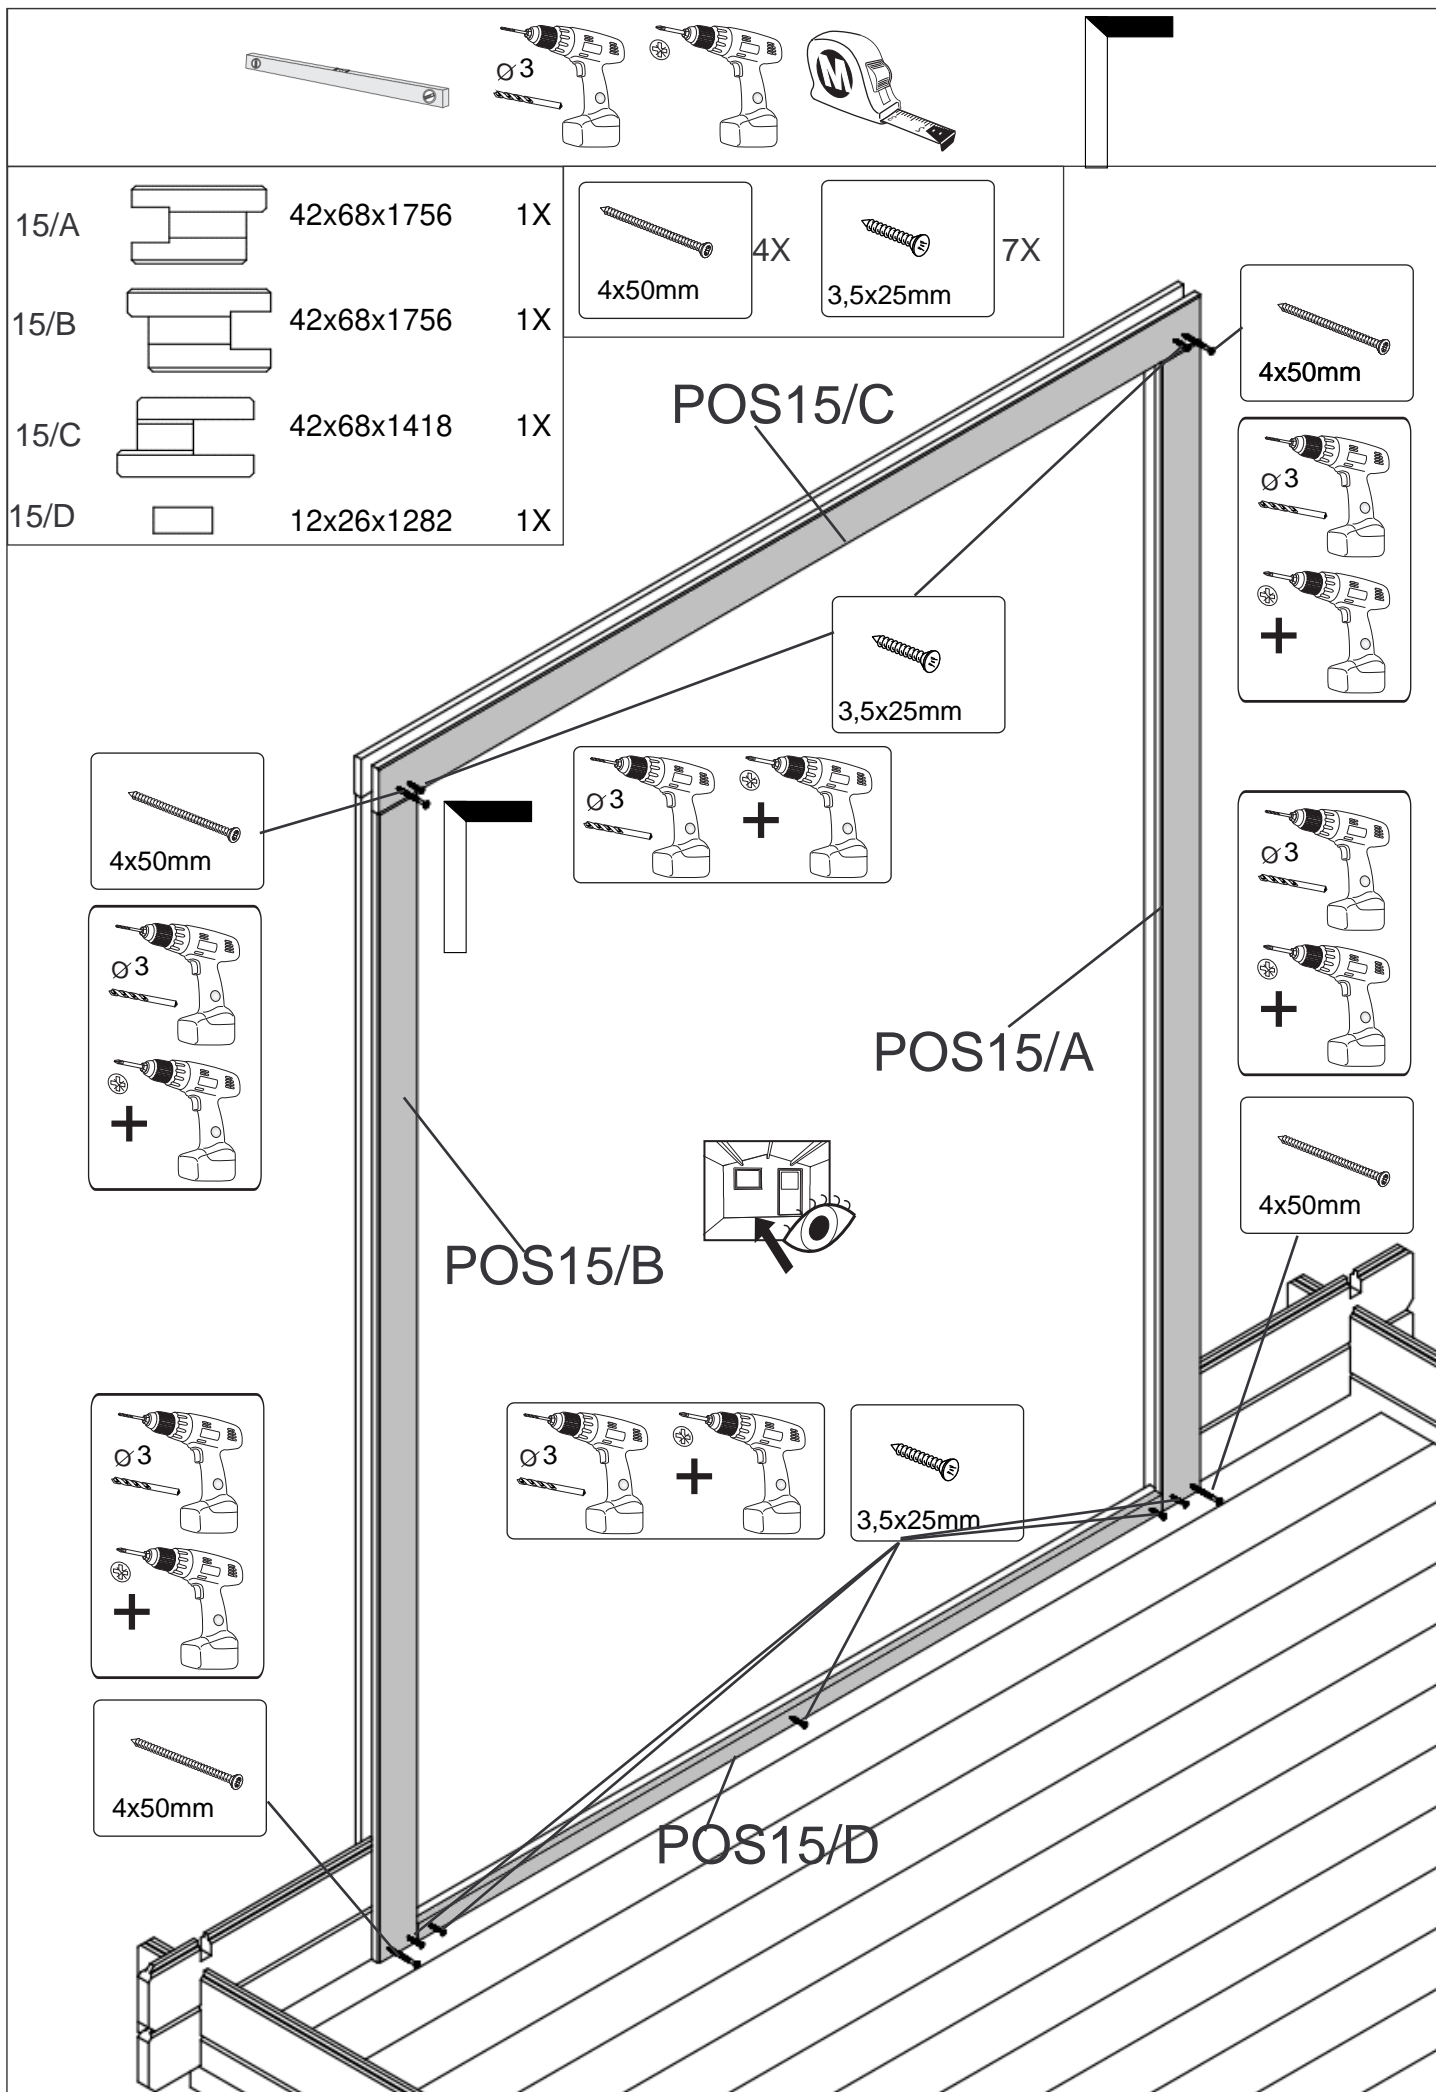 ⌀ 3
M
15/A 42x68x1756 1X
15/B 42x68x1756 1X
15/C 42x68x1418 1X
15/D 12x26x1282 1X
4x50mm 4X
3,5x25mm 7X
4x50mm
⌀ 3
+
POS15/C
3,5x25mm
⌀ 3
+
4x50mm
⌀ 3
+
⌀ 3
+
POS15/A
4x50mm
POS15/B
⌀ 3
+
⌀ 3
+
3,5x25mm
4x50mm
POS15/D